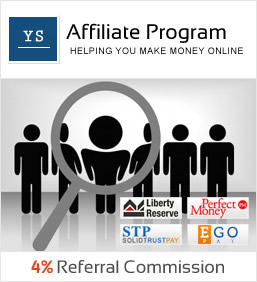 YS
Affiliate Program
HELPING YOU MAKE MONEY ONLINE
Liberty Reserve
Perfect Money PM
STP
SOLIDTRUSTPAY
EGO
PAY
4% Referral Commission